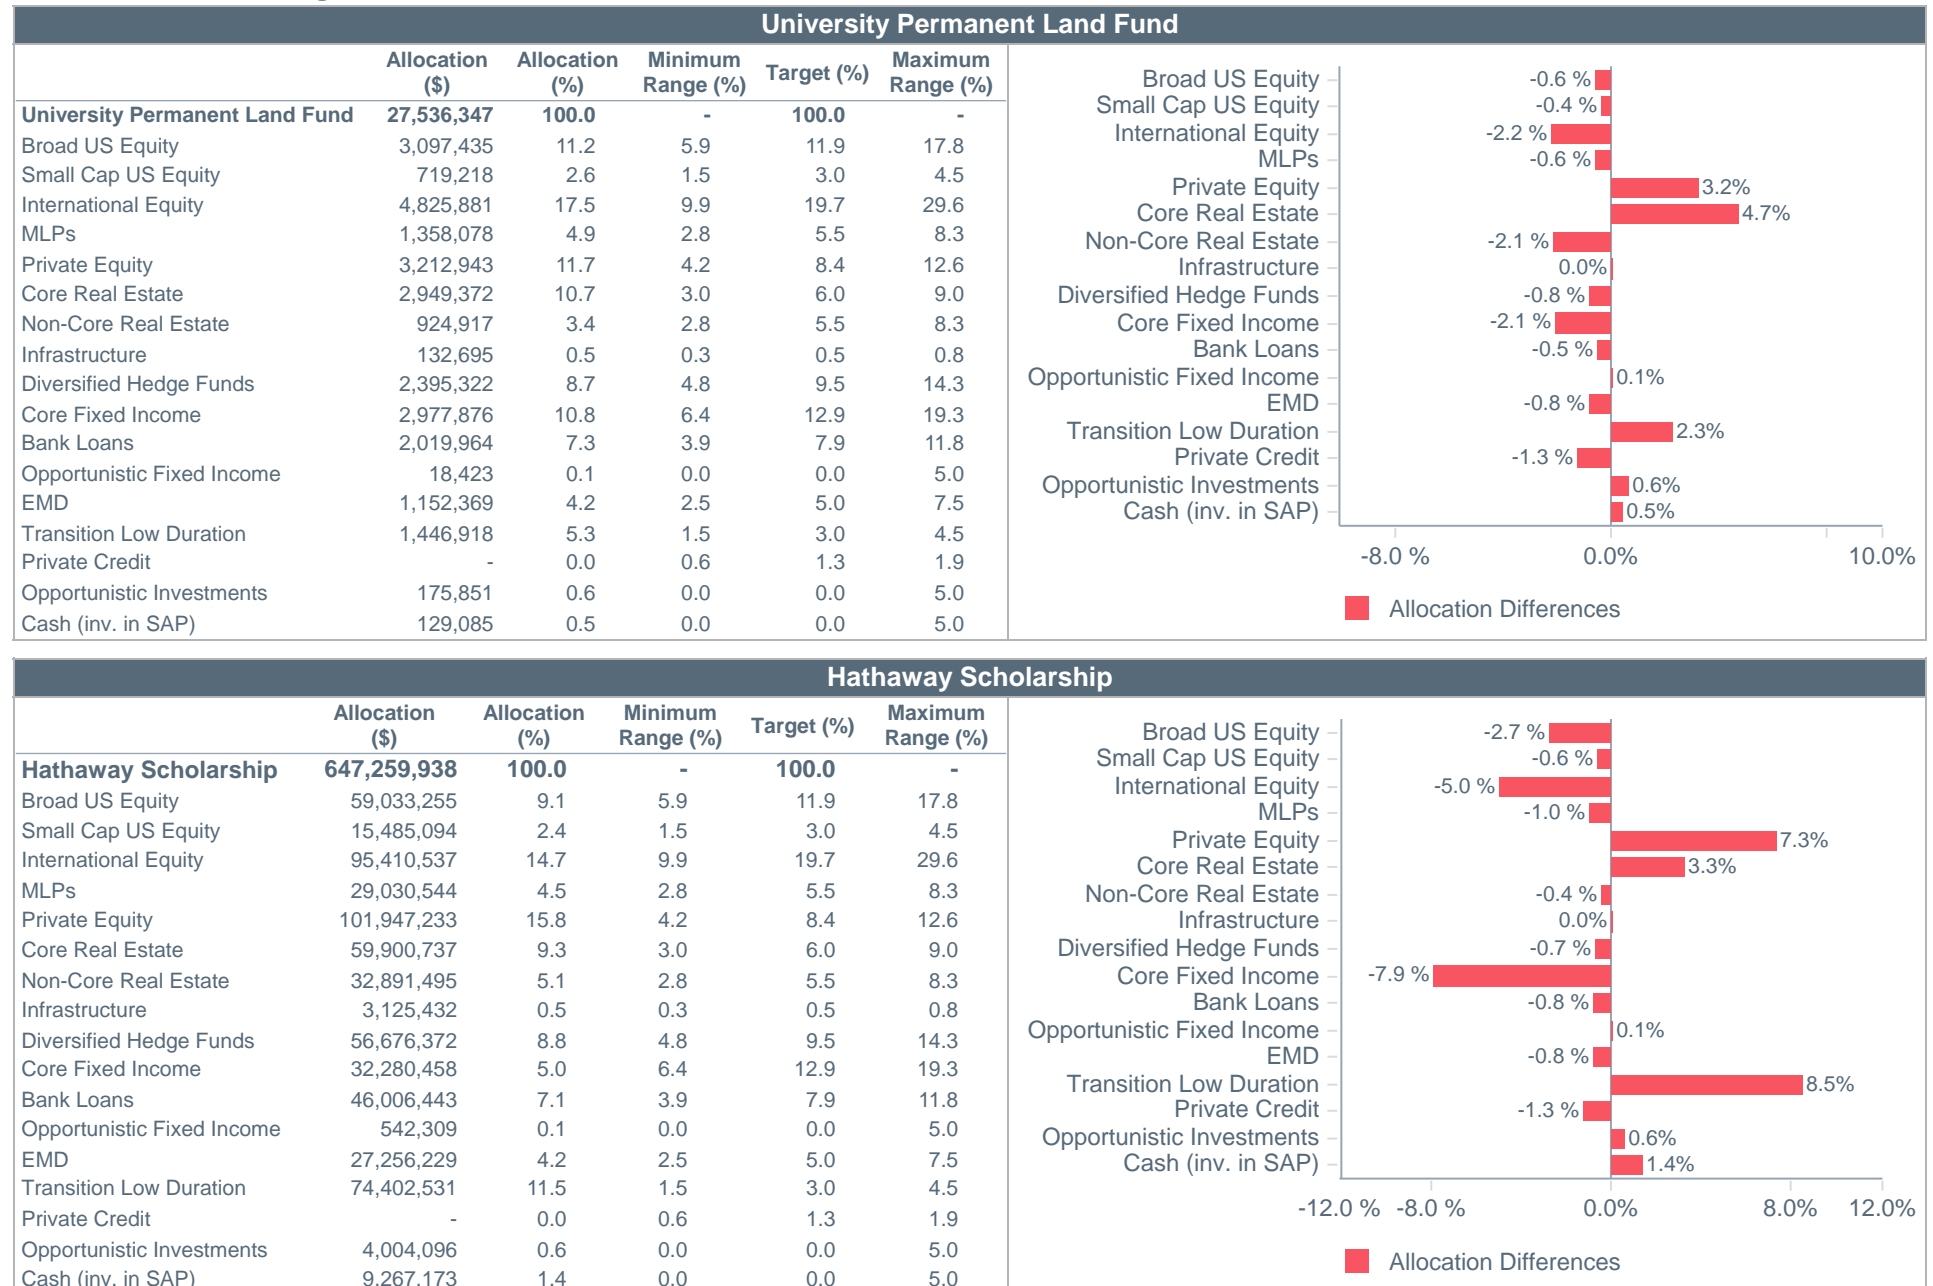 University Permanent Land Fund
Allocation ($) Allocation (%) Minimum Range (%) Target (%) Maximum Range (%)
University Permanent Land Fund 27,536,347 100.0 - 100.0 -
Broad US Equity 3,097,435 11.2 5.9 11.9 17.8
Small Cap US Equity 719,218 2.6 1.5 3.0 4.5
International Equity 4,825,881 17.5 9.9 19.7 29.6
MLPs 1,358,078 4.9 2.8 5.5 8.3
Private Equity 3,212,943 11.7 4.2 8.4 12.6
Core Real Estate 2,949,372 10.7 3.0 6.0 9.0
Non-Core Real Estate 924,917 3.4 2.8 5.5 8.3
Infrastructure 132,695 0.5 0.3 0.5 0.8
Diversified Hedge Funds 2,395,322 8.7 4.8 9.5 14.3
Core Fixed Income 2,977,876 10.8 6.4 12.9 19.3
Bank Loans 2,019,964 7.3 3.9 7.9 11.8
Opportunistic Fixed Income 18,423 0.1 0.0 0.0 5.0
EMD 1,152,369 4.2 2.5 5.0 7.5
Transition Low Duration 1,446,918 5.3 1.5 3.0 4.5
Private Credit - 0.0 0.6 1.3 1.9
Opportunistic Investments 175,851 0.6 0.0 0.0 5.0
Cash (inv. in SAP) 129,085 0.5 0.0 0.0 5.0
Broad US Equity -0.6 %
Small Cap US Equity -0.4 %
International Equity -2.2 %
MLPs -0.6 %
Private Equity 3.2%
Core Real Estate 4.7%
Non-Core Real Estate -2.1 %
Infrastructure 0.0%
Diversified Hedge Funds -0.8 %
Core Fixed Income -2.1 %
Bank Loans -0.5 %
Opportunistic Fixed Income 0.1%
EMD -0.8 %
Transition Low Duration 2.3%
Private Credit -1.3 %
Opportunistic Investments 0.6%
Cash (inv. in SAP) 0.5%
-8.0 % 0.0% 10.0%
Allocation Differences
Hathaway Scholarship
Allocation ($) Allocation (%) Minimum Range (%) Target (%) Maximum Range (%)
Hathaway Scholarship 647,259,938 100.0 - 100.0 -
Broad US Equity 59,033,255 9.1 5.9 11.9 17.8
Small Cap US Equity 15,485,094 2.4 1.5 3.0 4.5
International Equity 95,410,537 14.7 9.9 19.7 29.6
MLPs 29,030,544 4.5 2.8 5.5 8.3
Private Equity 101,947,233 15.8 4.2 8.4 12.6
Core Real Estate 59,900,737 9.3 3.0 6.0 9.0
Non-Core Real Estate 32,891,495 5.1 2.8 5.5 8.3
Infrastructure 3,125,432 0.5 0.3 0.5 0.8
Diversified Hedge Funds 56,676,372 8.8 4.8 9.5 14.3
Core Fixed Income 32,280,458 5.0 6.4 12.9 19.3
Bank Loans 46,006,443 7.1 3.9 7.9 11.8
Opportunistic Fixed Income 542,309 0.1 0.0 0.0 5.0
EMD 27,256,229 4.2 2.5 5.0 7.5
Transition Low Duration 74,402,531 11.5 1.5 3.0 4.5
Private Credit - 0.0 0.6 1.3 1.9
Opportunistic Investments 4,004,096 0.6 0.0 0.0 5.0
Cash (inv. in SAP) 9,267,173 1.4 0.0 0.0 5.0
Broad US Equity -2.7 %
Small Cap US Equity -0.6 %
International Equity -5.0 %
MLPs -1.0 %
Private Equity 7.3%
Core Real Estate 3.3%
Non-Core Real Estate -0.4 %
Infrastructure 0.0%
Diversified Hedge Funds -0.7 %
Core Fixed Income -7.9 %
Bank Loans -0.8 %
Opportunistic Fixed Income 0.1%
EMD -0.8 %
Transition Low Duration 8.5%
Private Credit -1.3 %
Opportunistic Investments 0.6%
Cash (inv. in SAP) 1.4%
-12.0 % -8.0 % 0.0% 8.0% 12.0%
Allocation Differences